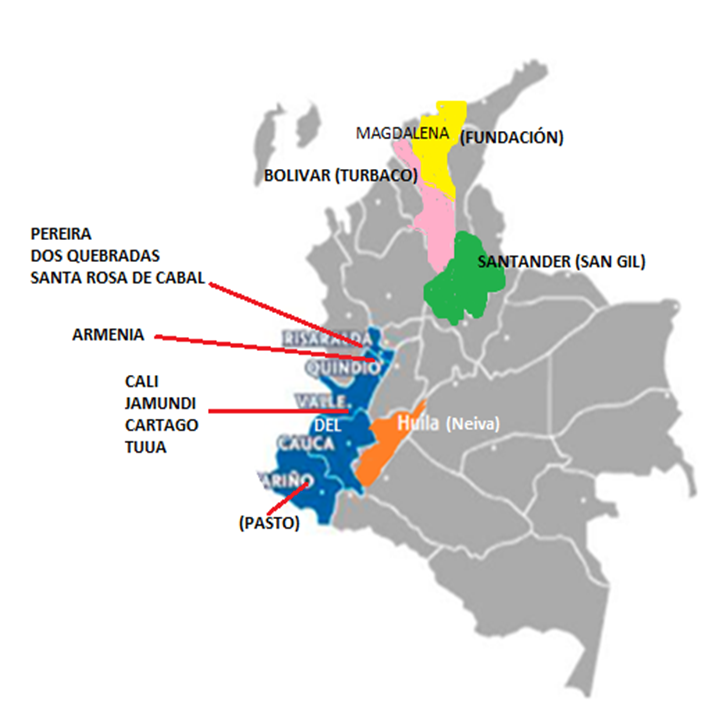 MAGDALENA (FUNDACIÓN)
BOLIVAR (TURBACO)
SANTANDER (SAN GIL)
PEREIRA
DOS QUEBRADAS
SANTA ROSA DE CABAL
RISARALDA
ARMENIA
QUINDIO
CALI
JAMUNDI
CARTAGO
TUUA
VALLE
DEL
CAUCA
Huila (Neiva)
ARIÑO
(PASTO)